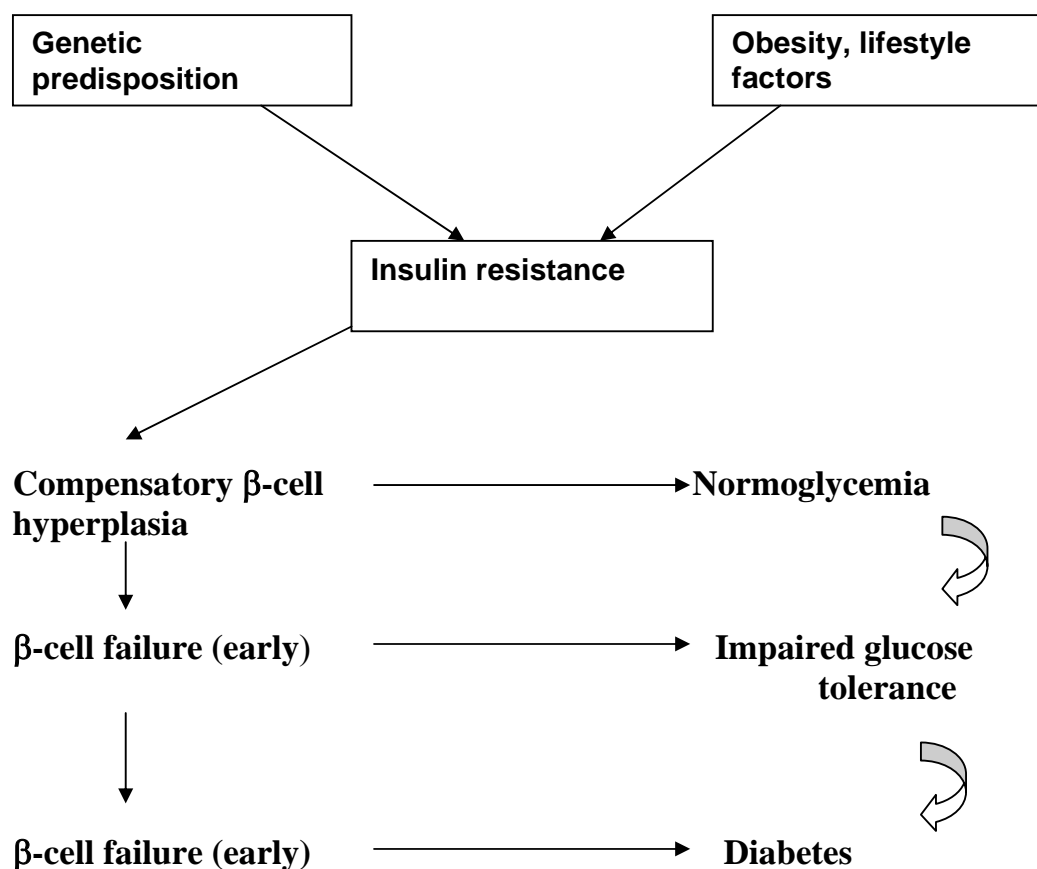 Genetic
predisposition
Obesity, lifestyle
factors
Insulin resistance
Compensatory β-cell
hyperplasia
Normoglycemia
β-cell failure (early)
Impaired glucose
tolerance
β-cell failure (early)
Diabetes